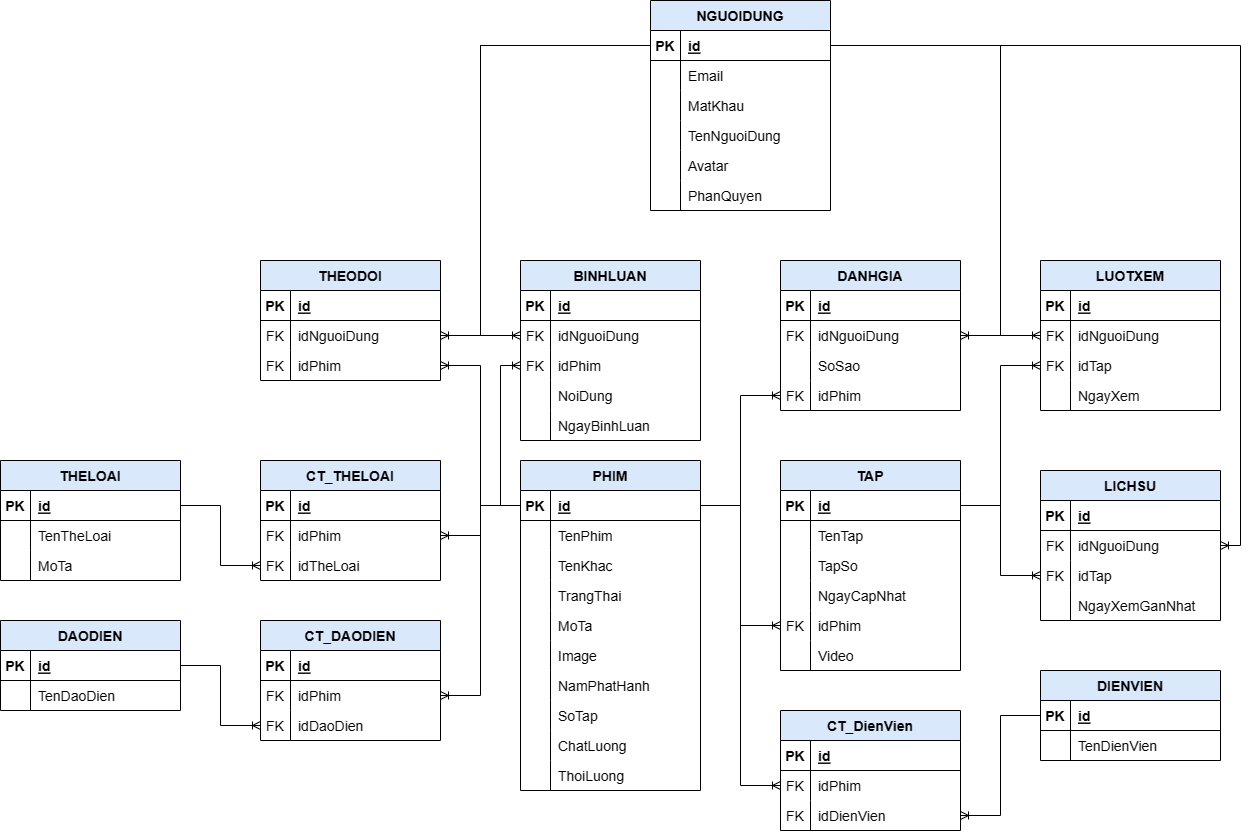 NGUOIDUNG
PK id
Email
MatKhau
TenNguoiDung
Avatar
PhanQuyen
THEODOI
PK id
FK idNguoiDung
FK idPhim
BINHLUAN
PK id
FK idNguoiDung
FK idPhim
NoiDung
NgayBinhLuan
DANHGIA
PK id
FK idNguoiDung
SoSao
FK idPhim
LUOTXEM
PK id
FK idNguoiDung
FK idTap
NgayXem
THELOAI
PK id
TenTheLoai
MoTa
CT_THELOAI
PK id
FK idPhim
FK idTheLoai
PHIM
PK id
TenPhim
TenKhac
TrangThai
MoTa
Image
NamPhatHanh
SoTap
ChatLuong
ThoiLuong
TAP
PK id
TenTap
TapSo
NgayCapNhat
FK idPhim
Video
LICHSU
PK id
FK idNguoiDung
FK idTap
NgayXemGanNhat
DAODIEN
PK id
TenDaoDien
CT_DAODIEN
PK id
FK idPhim
FK idDaoDien
CT_DienVien
PK id
FK idPhim
FK idDienVien
DIENVIEN
PK id
TenDienVien